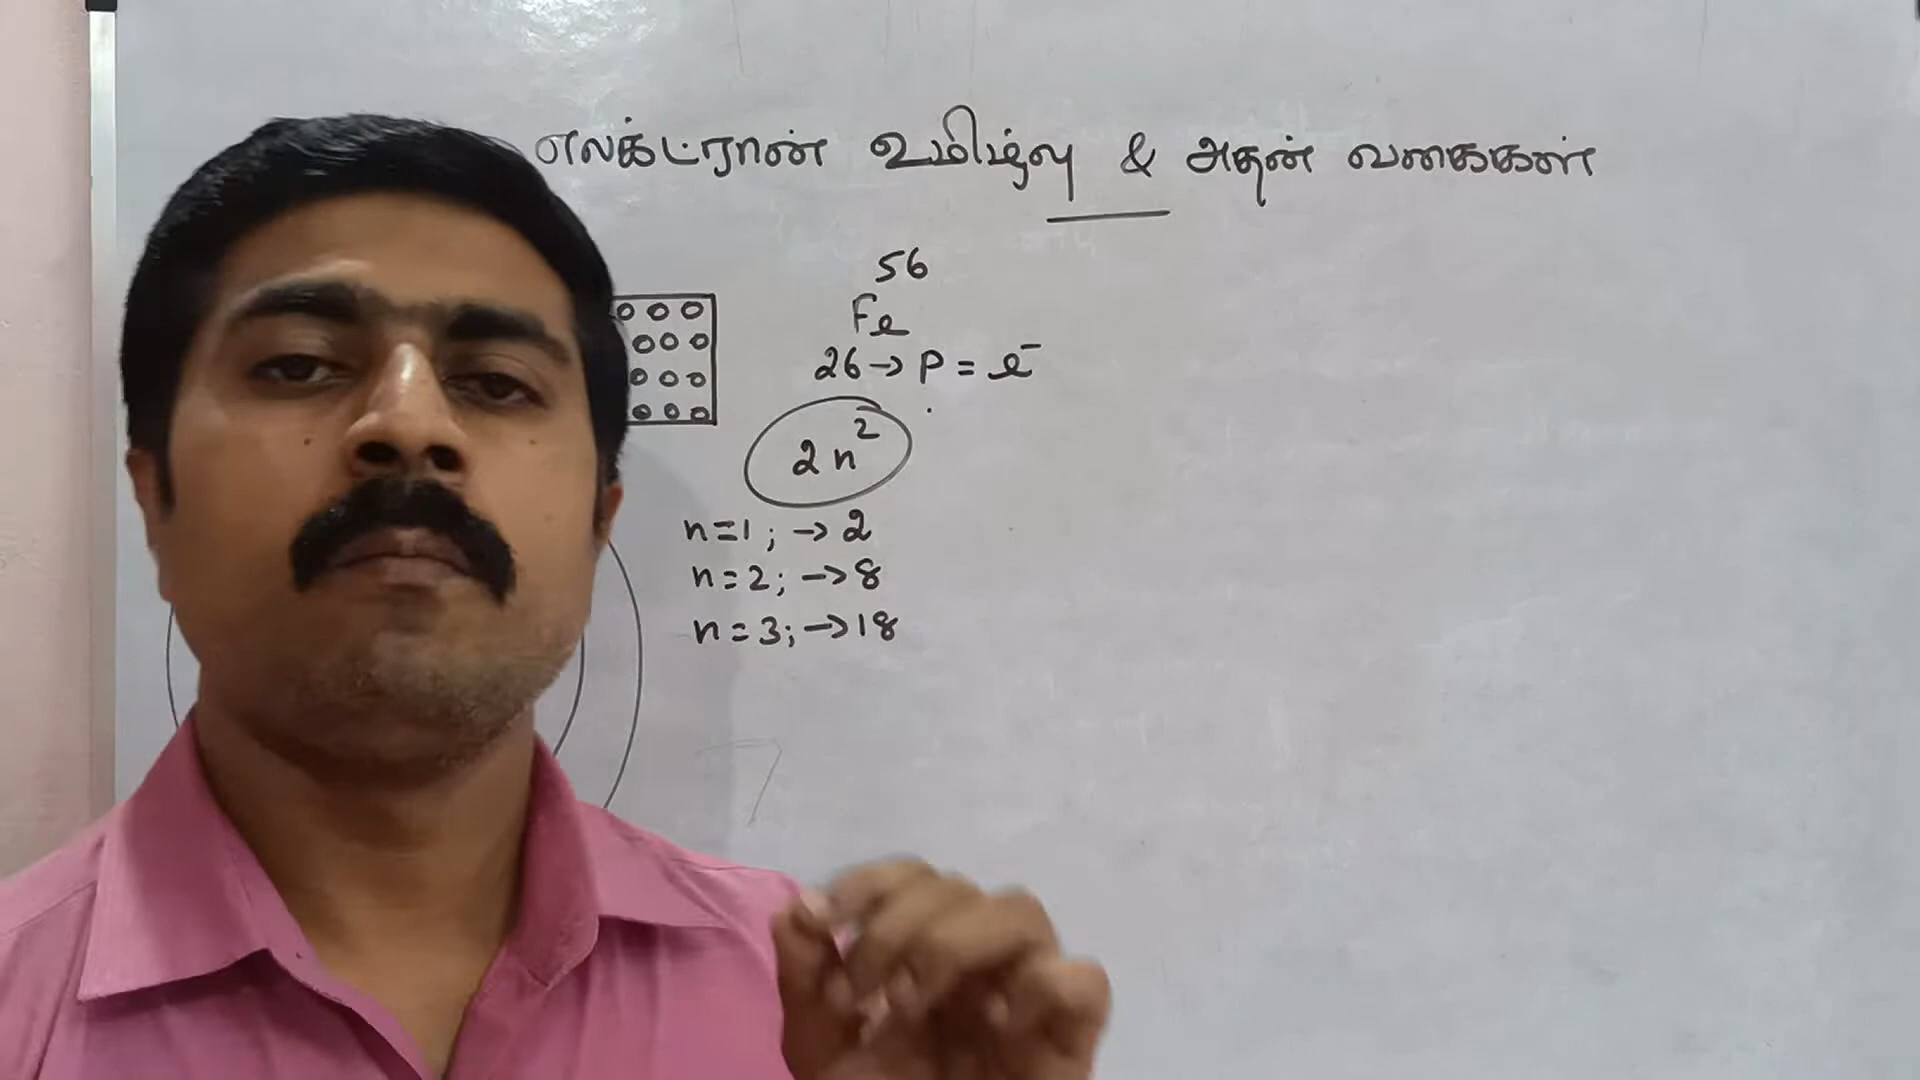 எலக்ட்ரான் உமிழ்வு & அதன் வகைகள்
56
Fe
26 → P = e⁻
2n²
n=1; → 2
n=2; → 8
n=3; → 18